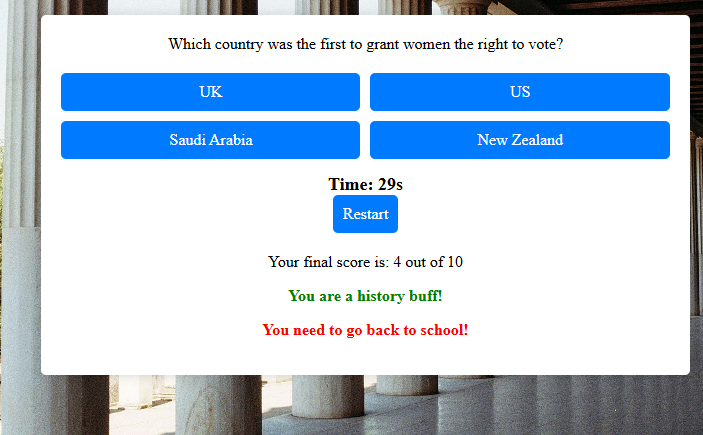 Which country was the first to grant women the right to vote?
UK
US
Saudi Arabia
New Zealand
Time: 29s
Restart
Your final score is: 4 out of 10
You are a history buff!
You need to go back to school!